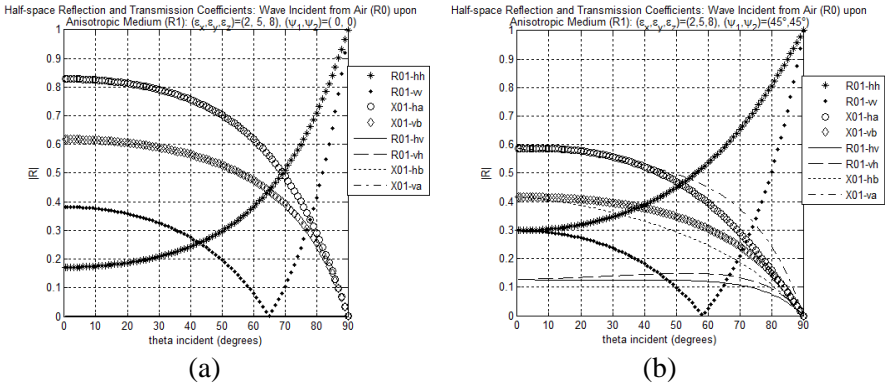 Half-space Reflection and Transmission Coefficients: Wave Incident from Air (R0) upon
Anisotropic Medium (R1): (εx,εy,εz)=(2, 5, 8), (ψ1,ψ2)=( 0, 0)
1
0.9
0.8
0.7
0.6
0.5
0.4
0.3
0.2
0.1
0
|R|
0 10 20 30 40 50 60 70 80 90
theta incident (degrees)
R01-hh
R01-vv
X01-ha
X01-vb
R01-hv
R01-vh
X01-hb
X01-va
(a)
Half-space Reflection and Transmission Coefficients: Wave Incident from Air (R0) upon
Anisotropic Medium (R1): (εx,εy,εz)=(2,5,8), (ψ1,ψ2)=(45°,45°)
1
0.9
0.8
0.7
0.6
0.5
0.4
0.3
0.2
0.1
0
|R|
0 10 20 30 40 50 60 70 80 90
theta incident (degrees)
R01-hh
R01-vv
X01-ha
X01-vb
R01-hv
R01-vh
X01-hb
X01-va
(b)